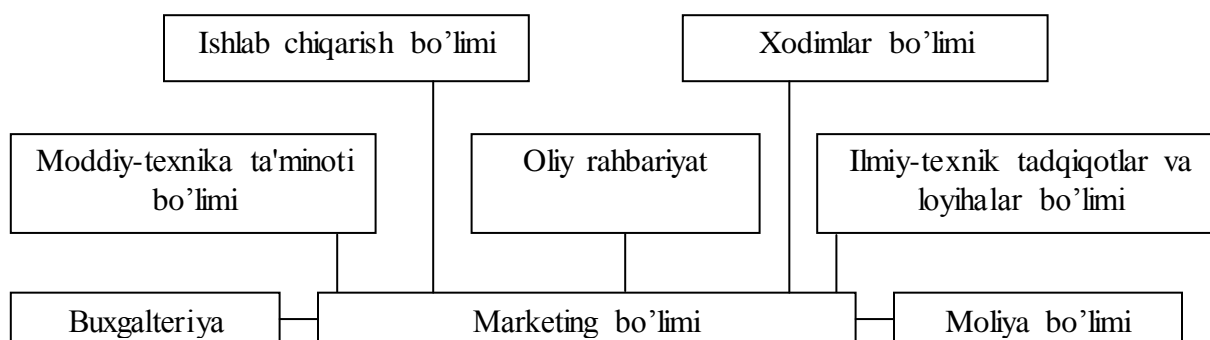 Ishlab chiqarish bo’limi
Xodimlar bo’limi
Moddiy-texnika ta'minoti
bo’limi
Oliy rahbariyat
Ilmiy-texnik tadqiqotlar va
loyihalar bo’limi
Buxgalteriya
Marketing bo’limi
Moliya bo’limi